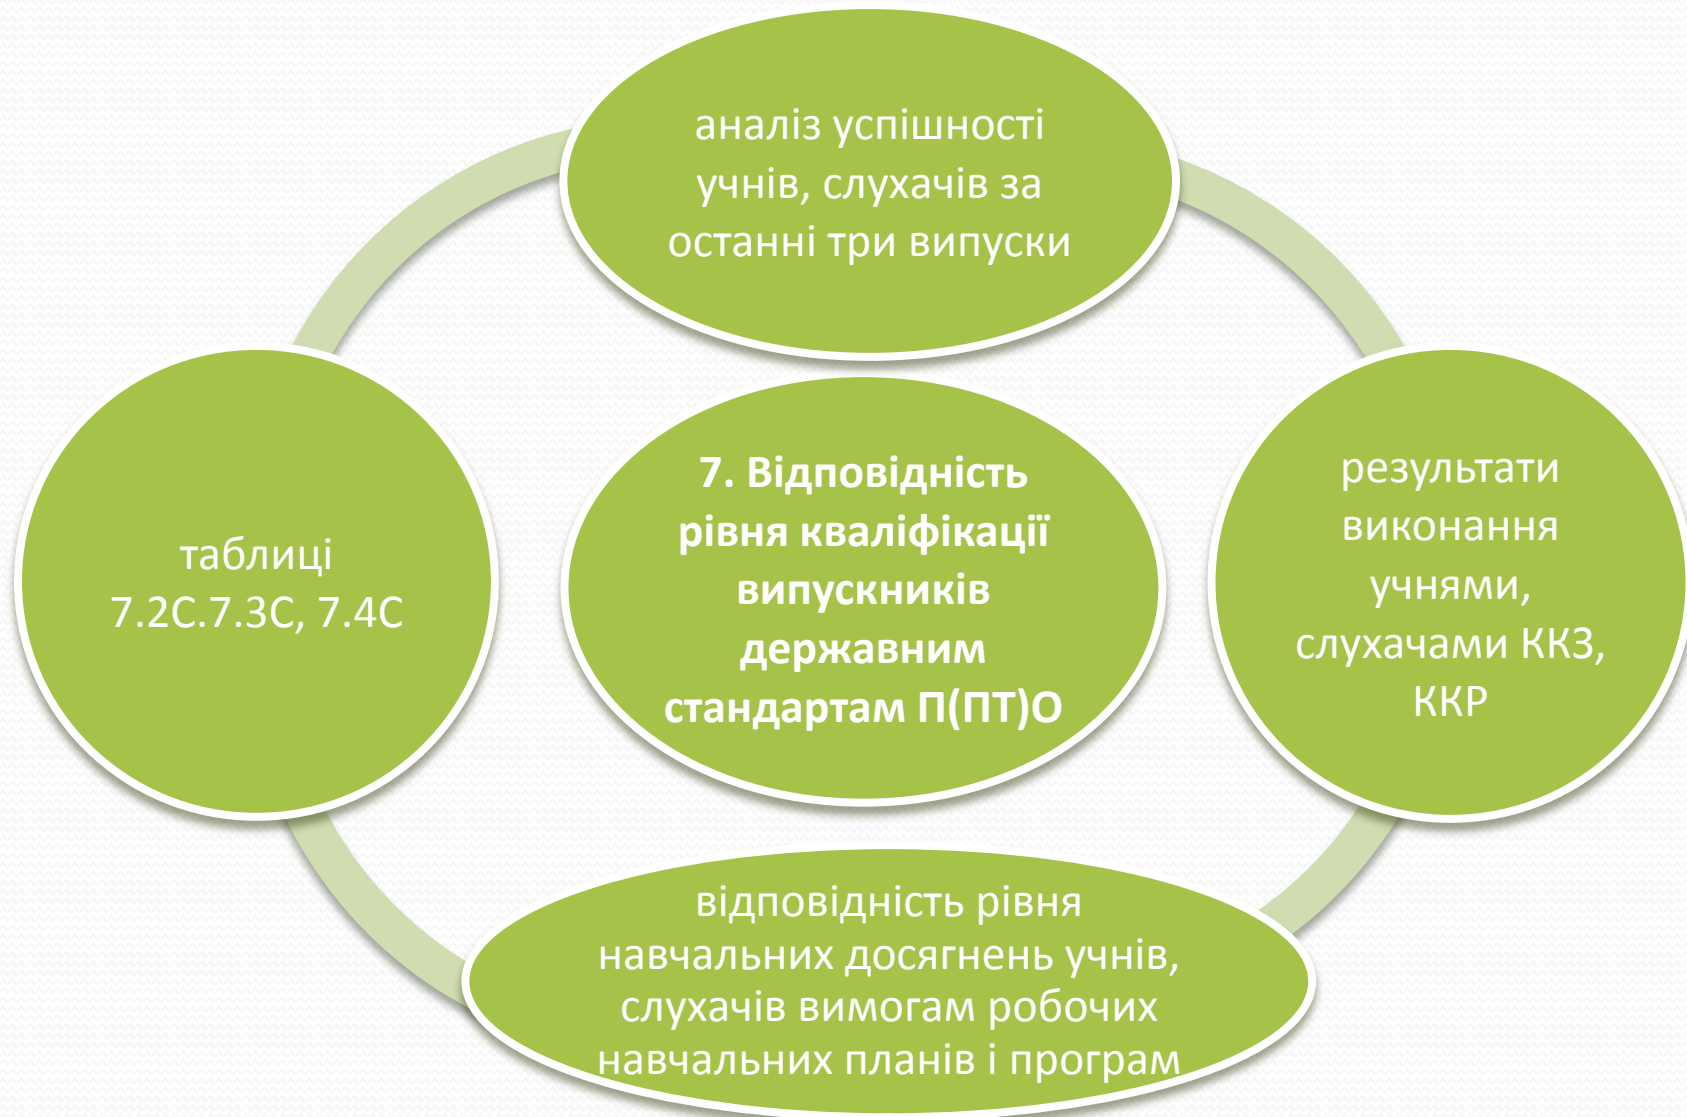 аналіз успішності
учнів, слухачів за
останні три випуски
7. Відповідність
рівня кваліфікації
випускників
державним
стандартам П(ПТ)О
результати
виконання
учнями,
слухачами ККЗ,
ККР
відповідність рівня
навчальних досягнень учнів,
слухачів вимогам робочих
навчальних планів і програм
таблиці
7.2С.7.3С, 7.4С